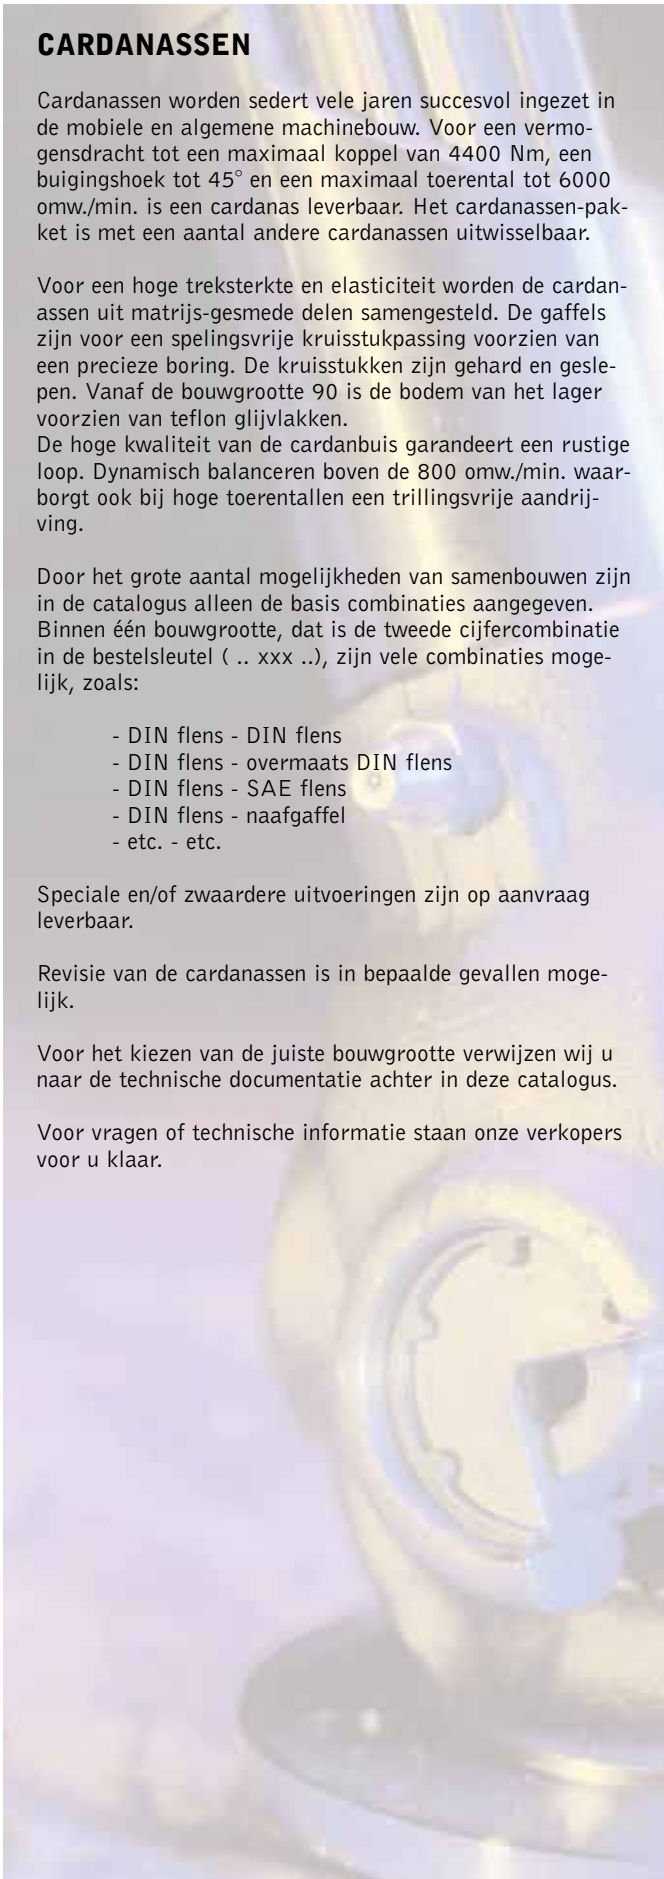 CARDANASSEN
Cardanassen worden sedert vele jaren succesvol ingezet in
de mobiele en algemene machinebouw. Voor een vermo-
gensdracht tot een maximaal koppel van 4400 Nm, een
buigingshoek tot 45° en een maximaal toerental tot 6000
omw./min. is een cardanas leverbaar. Het cardanassen-pak-
ket is met een aantal andere cardanassen uitwisselbaar.
Voor een hoge treksterkte en elasticiteit worden de cardan-
assen uit matrijs-gesmede delen samengesteld. De gaffels
zijn voor een spelingsvrije kruisstukpassing voorzien van
een precieze boring. De kruisstukken zijn gehard en gesle-
pen. Vanaf de bouwgrootte 90 is de bodem van het lager
voorzien van teflon glijvlakken.
De hoge kwaliteit van de cardanbuis garandeert een rustige
loop. Dynamisch balanceren boven de 800 omw./min. waar-
borgt ook bij hoge toerentallen een trillingsvrije aandrij-
ving.
Door het grote aantal mogelijkheden van samenbouwen zijn
in de catalogus alleen de basis combinaties aangegeven.
Binnen één bouwgrootte, dat is de tweede cijfercombinatie
in de bestelsleutel ( .. xxx ..), zijn vele combinaties moge-
lijk, zoals:
- DIN flens - DIN flens
- DIN flens - overmaats DIN flens
- DIN flens - SAE flens
- DIN flens - naafgaffel
- etc. - etc.
Speciale en/of zwaardere uitvoeringen zijn op aanvraag
leverbaar.
Revisie van de cardanassen is in bepaalde gevallen moge-
lijk.
Voor het kiezen van de juiste bouwgrootte verwijzen wij u
naar de technische documentatie achter in deze catalogus.
Voor vragen of technische informatie staan onze verkopers
voor u klaar.